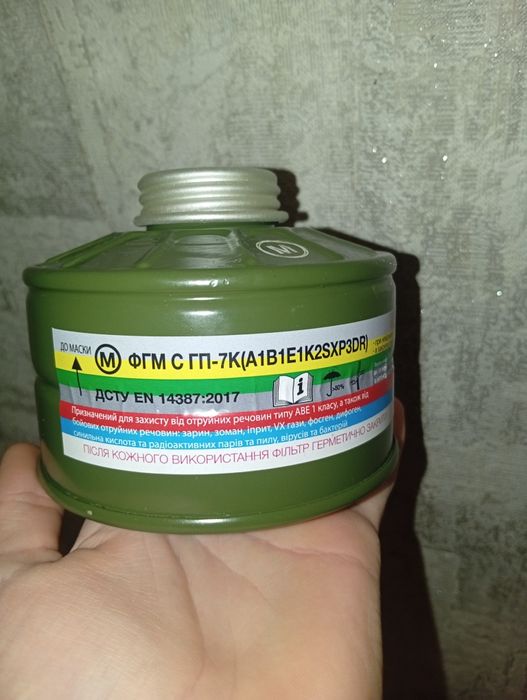 М
ДО МАСКИ
М ФГМ С ГП-7К(A1B1E1K2SXP3DR)
ДСТУ EN 14387:2017
i >80%
Призначений для захисту від отруйних речовин типу АВЕ 1 класу, а також від
бойових отруйних речовин: зарин, зоман, іприт, VX гази, фосген, дифоген,
синильна кислота та радіоактивних парів та пилу, вірусів та бактерій
ПІСЛЯ КОЖНОГО ВИКОРИСТАННЯ ФІЛЬТР ГЕРМЕТИЧНО